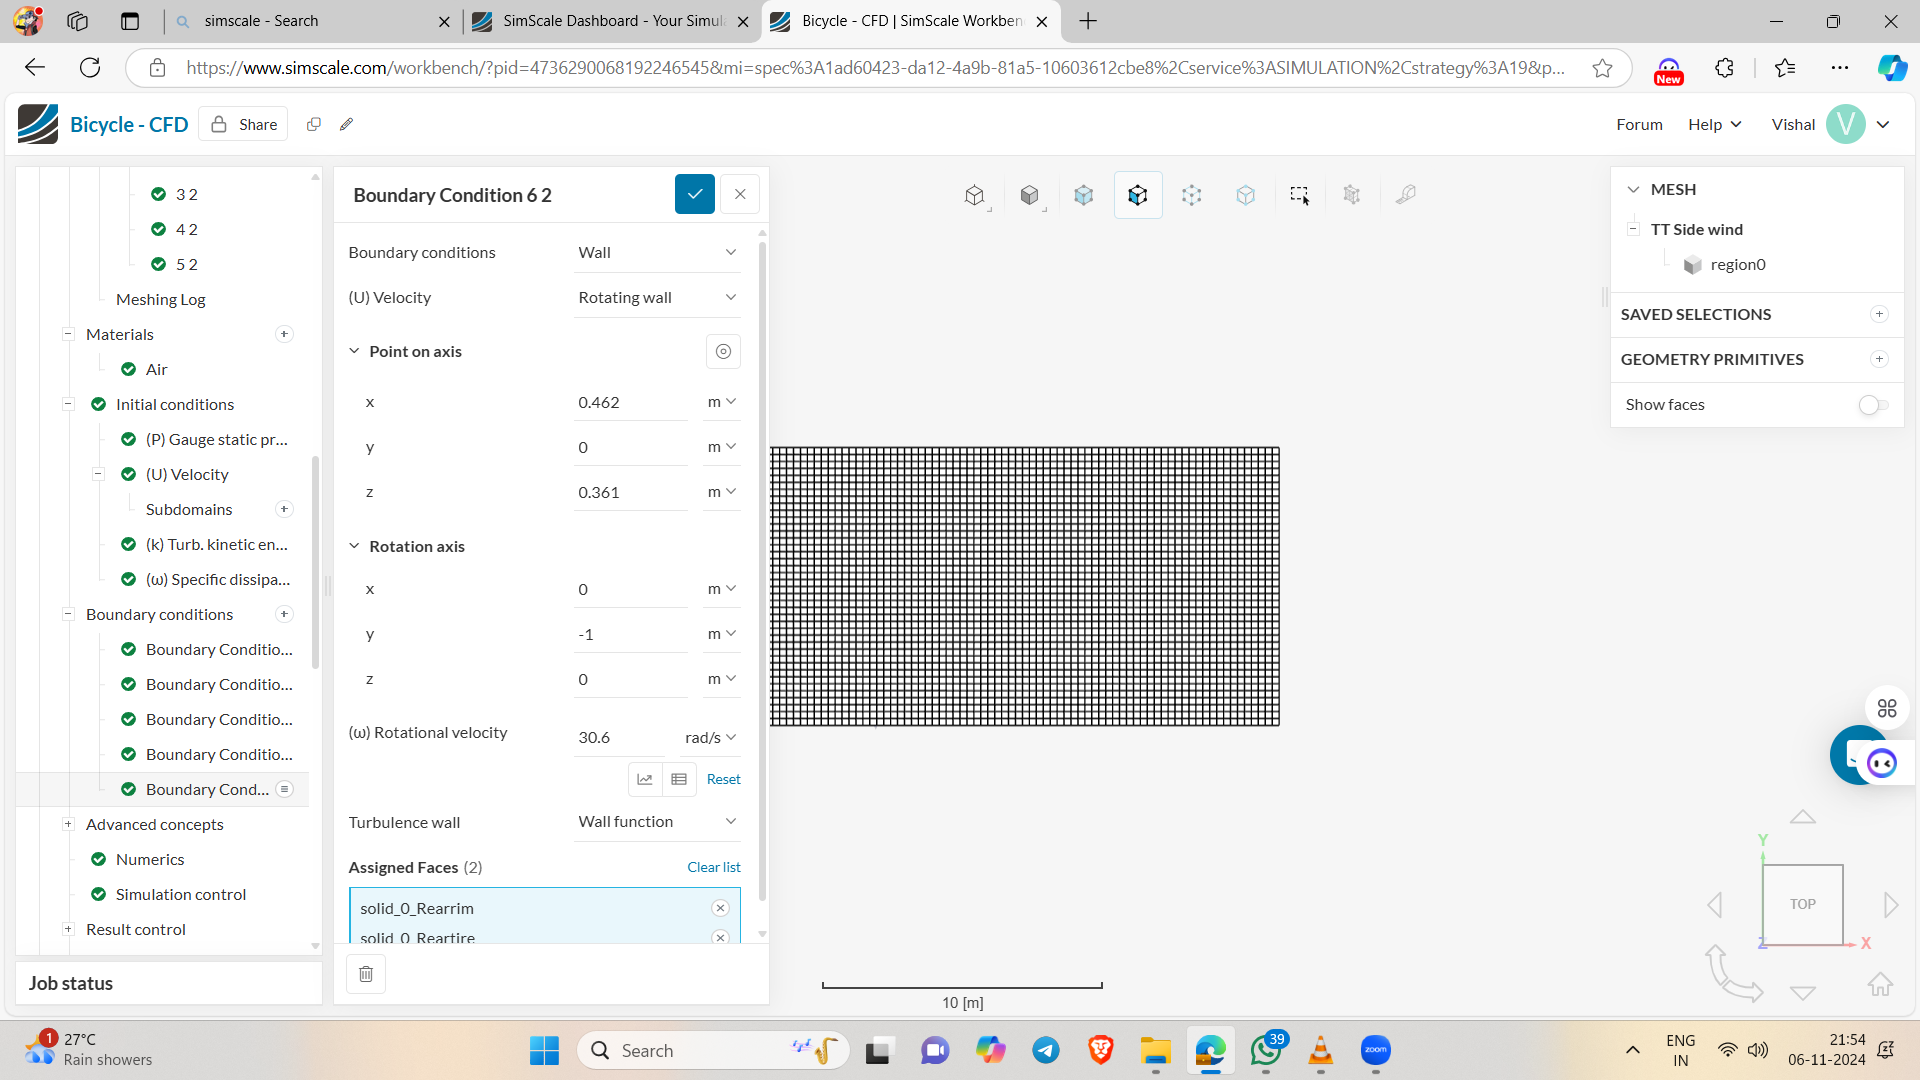 simscale - Search
SimScale Dashboard - Your Simul
Bicycle - CFD | SimScale Workben
https://www.simscale.com/workbench/?pid=4736290068192246545&mi=spec%3A1ad60423-da12-4a9b-81a5-10603612cbe8%2Cservice%3ASIMULATION%2Cstrategy%3A19&p...
New
Bicycle - CFD
Share
Forum
Help
Vishal
V
3 2
4 2
5 2
Meshing Log
Materials
Air
Initial conditions
(P) Gauge static pr...
(U) Velocity
Subdomains
(k) Turb. kinetic en...
(ω) Specific dissipa...
Boundary conditions
Boundary Conditio...
Boundary Conditio...
Boundary Conditio...
Boundary Conditio...
Boundary Cond...
Advanced concepts
Numerics
Simulation control
Result control
Job status
Boundary Condition 6 2
Boundary conditions Wall
(U) Velocity Rotating wall
Point on axis
x 0.462 m
y 0 m
z 0.361 m
Rotation axis
x 0 m
y -1 m
z 0 m
(ω) Rotational velocity 30.6 rad/s
Reset
Turbulence wall Wall function
Assigned Faces (2) Clear list
solid_0_Rearrim
solid_0_Reartire
10 [m]
MESH
TT Side wind
region0
SAVED SELECTIONS
GEOMETRY PRIMITIVES
Show faces
Y
TOP
Z
X
1
27°C
Rain showers
Search
39
zoom
ENG
IN
21:54
06-11-2024